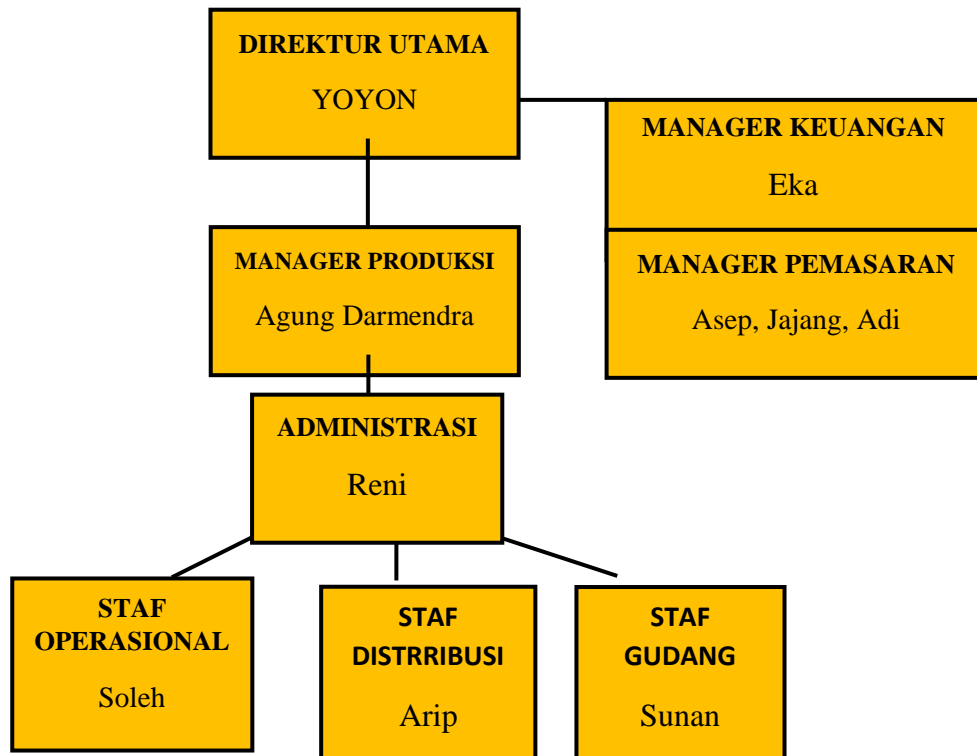 DIREKTUR UTAMA
YOYON
MANAGER KEUANGAN
Eka
MANAGER PRODUKSI
Agung Darmendra
MANAGER PEMASARAN
Asep, Jajang, Adi
ADMINISTRASI
Reni
STAF
OPERASIONAL
Soleh
STAF
DISTRRIBUSI
Arip
STAF
GUDANG
Sunan